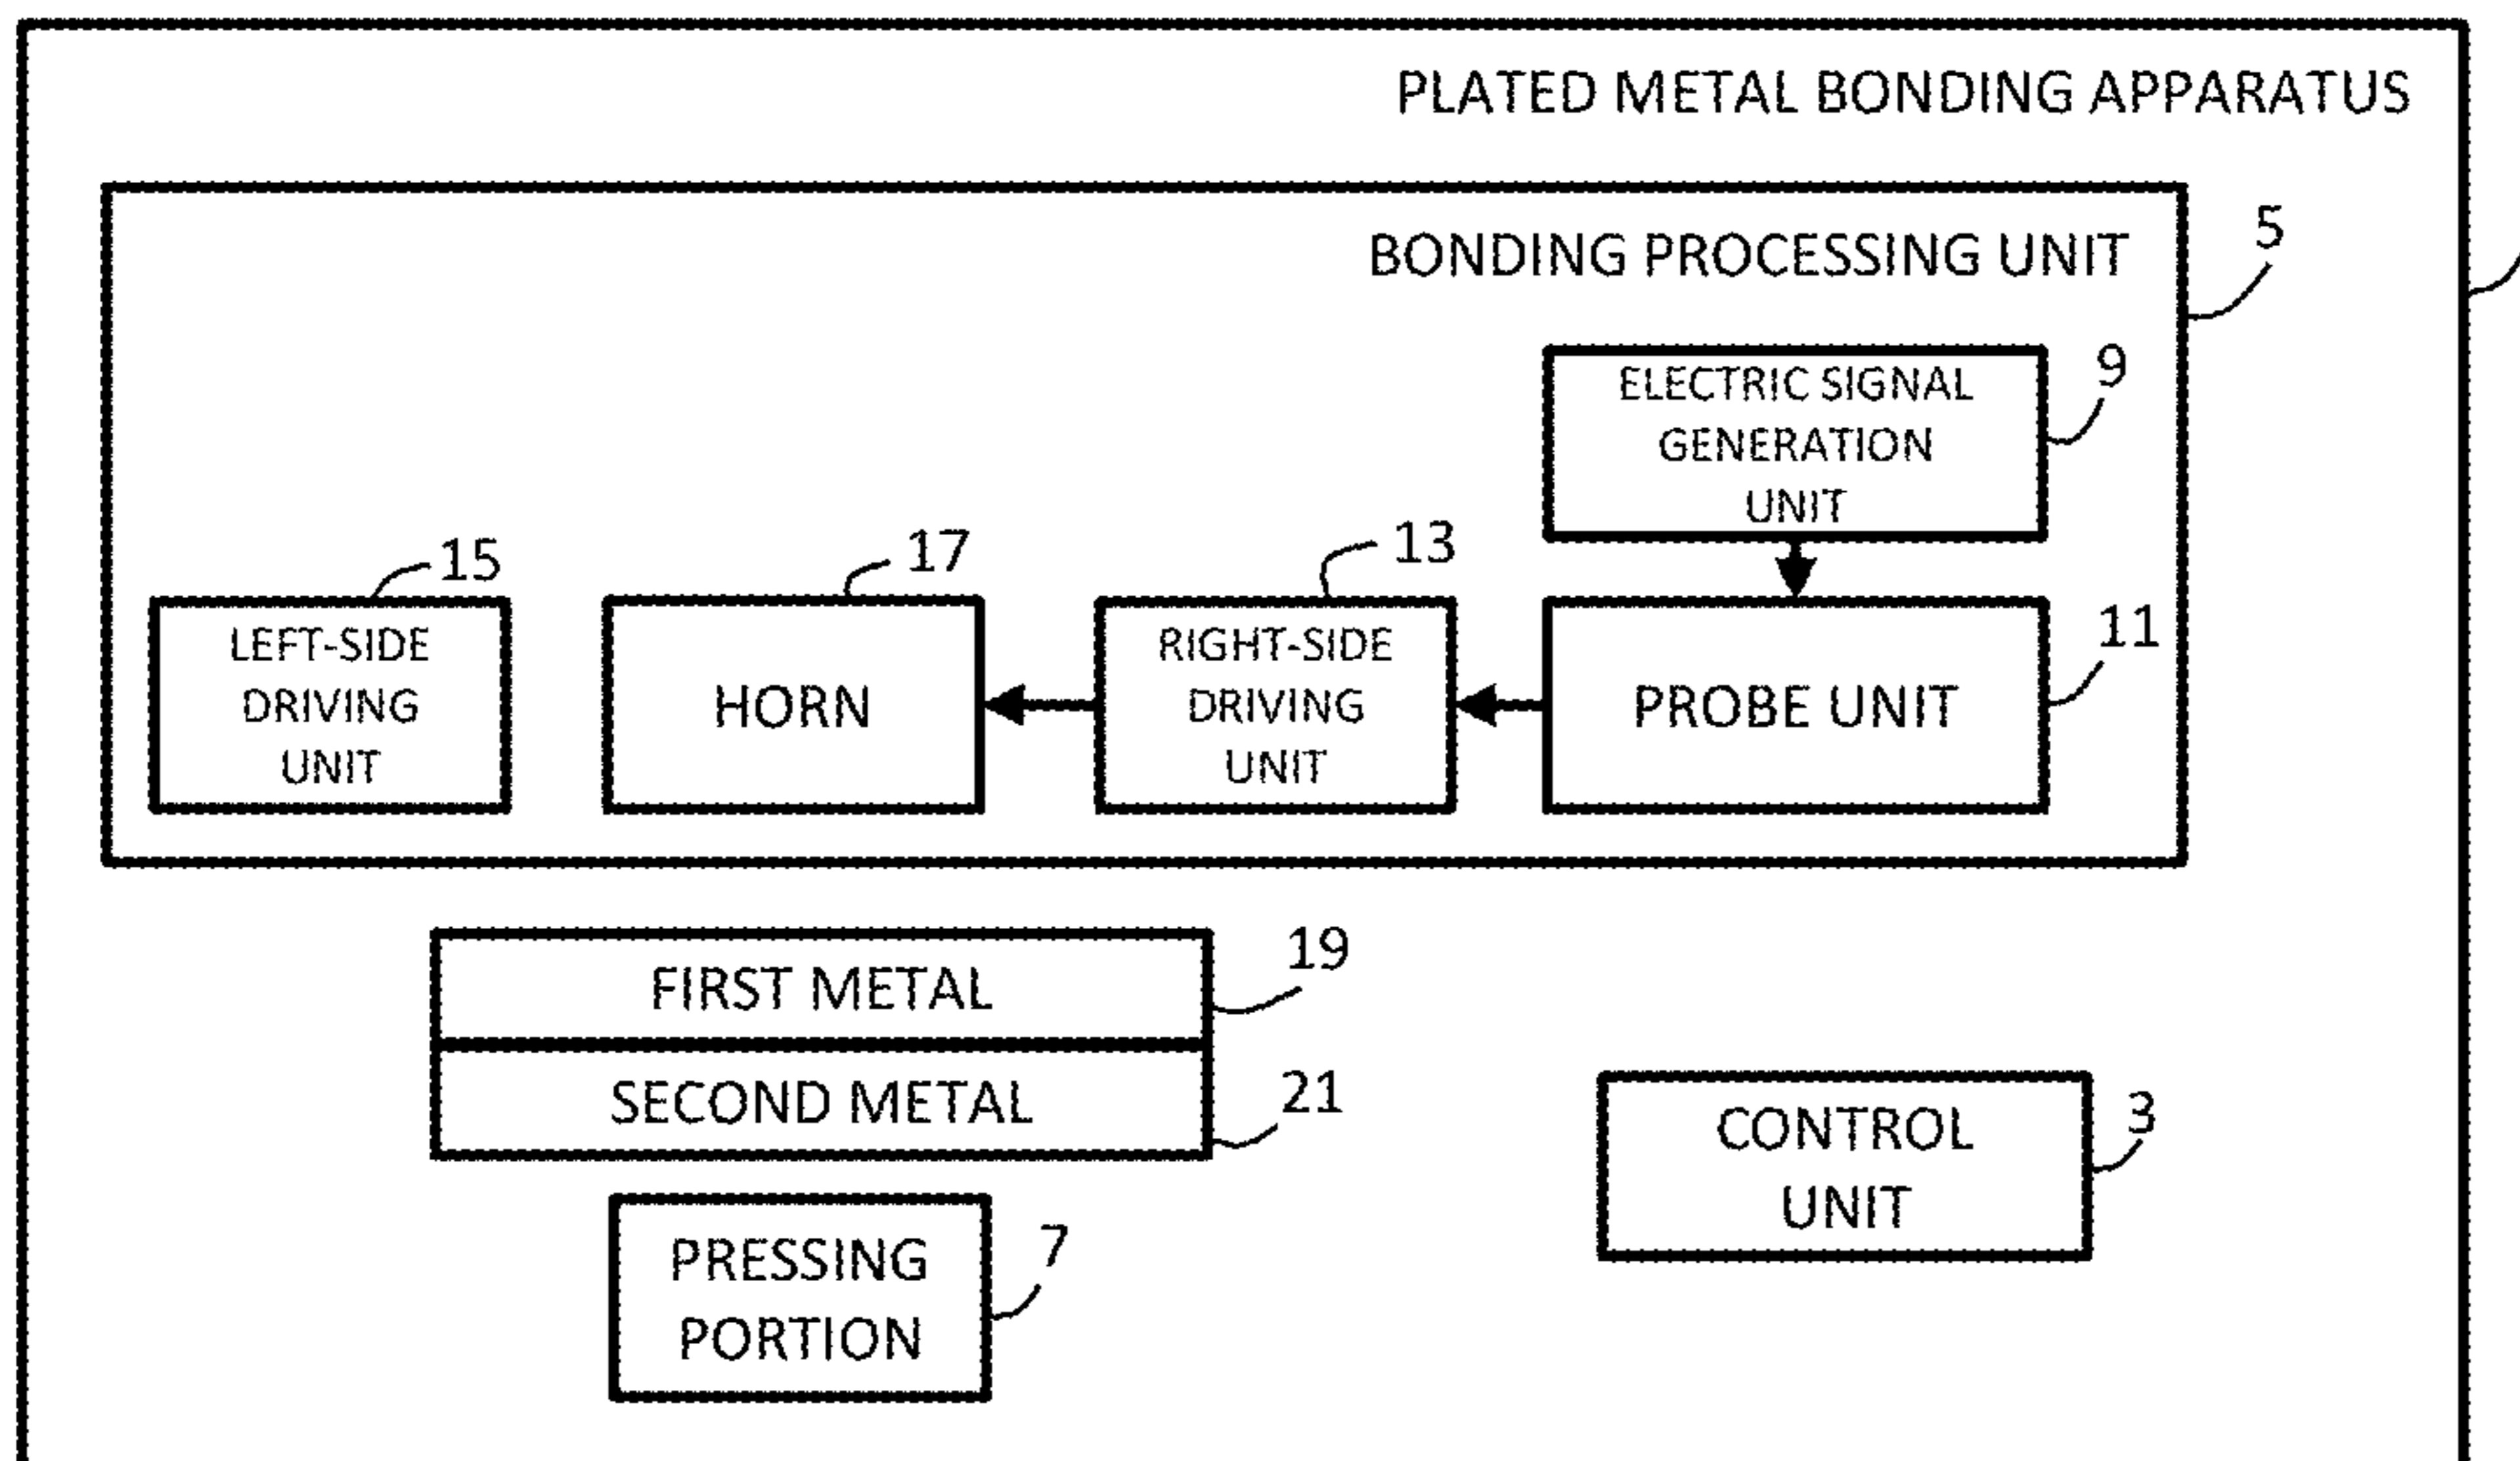 PLATED METAL BONDING APPARATUS
BONDING PROCESSING UNIT
5
ELECTRIC SIGNAL
GENERATION
UNIT
9
15
17
13
LEFT-SIDE
DRIVING
UNIT
HORN
RIGHT-SIDE
DRIVING
UNIT
PROBE UNIT
11
FIRST METAL
19
SECOND METAL
21
CONTROL
UNIT
3
PRESSING
PORTION
7